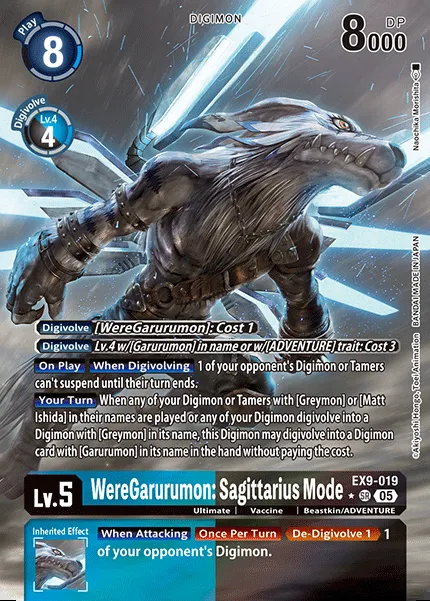 DIGIMON
Play
8
8000 DP
Digivolve
Lv.4
4
Naochika Morishita
BANDAI MADE IN JAPAN
©Akiyoshi Hongo, Toei Animation
Digivolve [WereGarurumon]: Cost 1
Digivolve Lv.4 w/[Garurumon] in name or w/[ADVENTURE] trait: Cost 3
On Play When Digivolving 1 of your opponent's Digimon or Tamers
can't suspend until their turn ends.
Your Turn When any of your Digimon or Tamers with [Greymon] or [Matt
Ishida] in their names are played or any of your Digimon digivolve into a
Digimon with [Greymon] in its name, this Digimon may digivolve into a Digimon
card with [Garurumon] in its name in the hand without paying the cost.
Lv.5 WereGarurumon: Sagittarius Mode EX9-019
SR 05
Ultimate | Vaccine | Beastkin/ADVENTURE
Inherited Effect
When Attacking Once Per Turn De-Digivolve 1 1
of your opponent's Digimon.